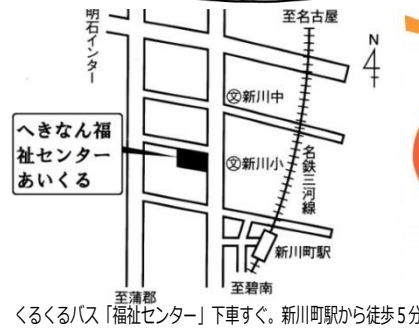 明石インター
至名古屋
N
㊛新川中
へきなん福
祉センター
あいくる
㊛新川小
名鉄三河線
新川町駅
至碧南
至蒲郡
くるくるバス「福祉センター」下車すぐ。新川町駅から徒歩5分